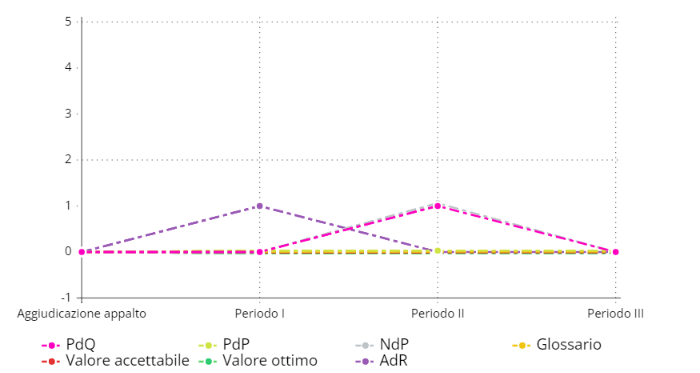 5
4
3
2
1
0
-1
Aggiudicazione appalto Periodo I Periodo II Periodo III
PdQ PdP NdP Glossario
Valore accettabile Valore ottimo AdR